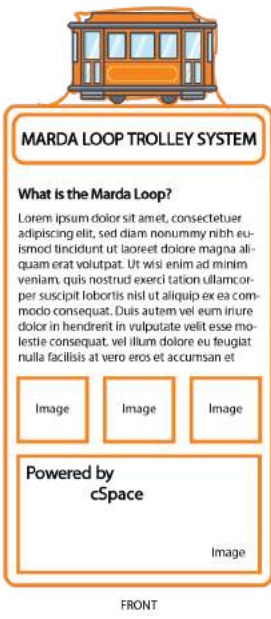 MARDA LOOP TROLLEY SYSTEM
What is the Marda Loop?
Lorem ipsum dolor sit amet, consectetuer
adipiscing elit, sed diam nonummy nibh eu-
ismod tincidunt ut laoreet dolore magna ali-
quam erat volutpat. Ut wisi enim ad minim
veniam, quis nostrud exerci tation ullamcor-
per suscipit lobortis nisl ut aliquip ex ea com-
modo consequat. Duis autem vel eum iriure
dolor in hendrerit in vulputate velit esse mo-
lestie consequat, vel illum dolore eu feugiat
nulla facilisis at vero eros et accumsan et
Image Image Image
Powered by
cSpace
Image
FRONT